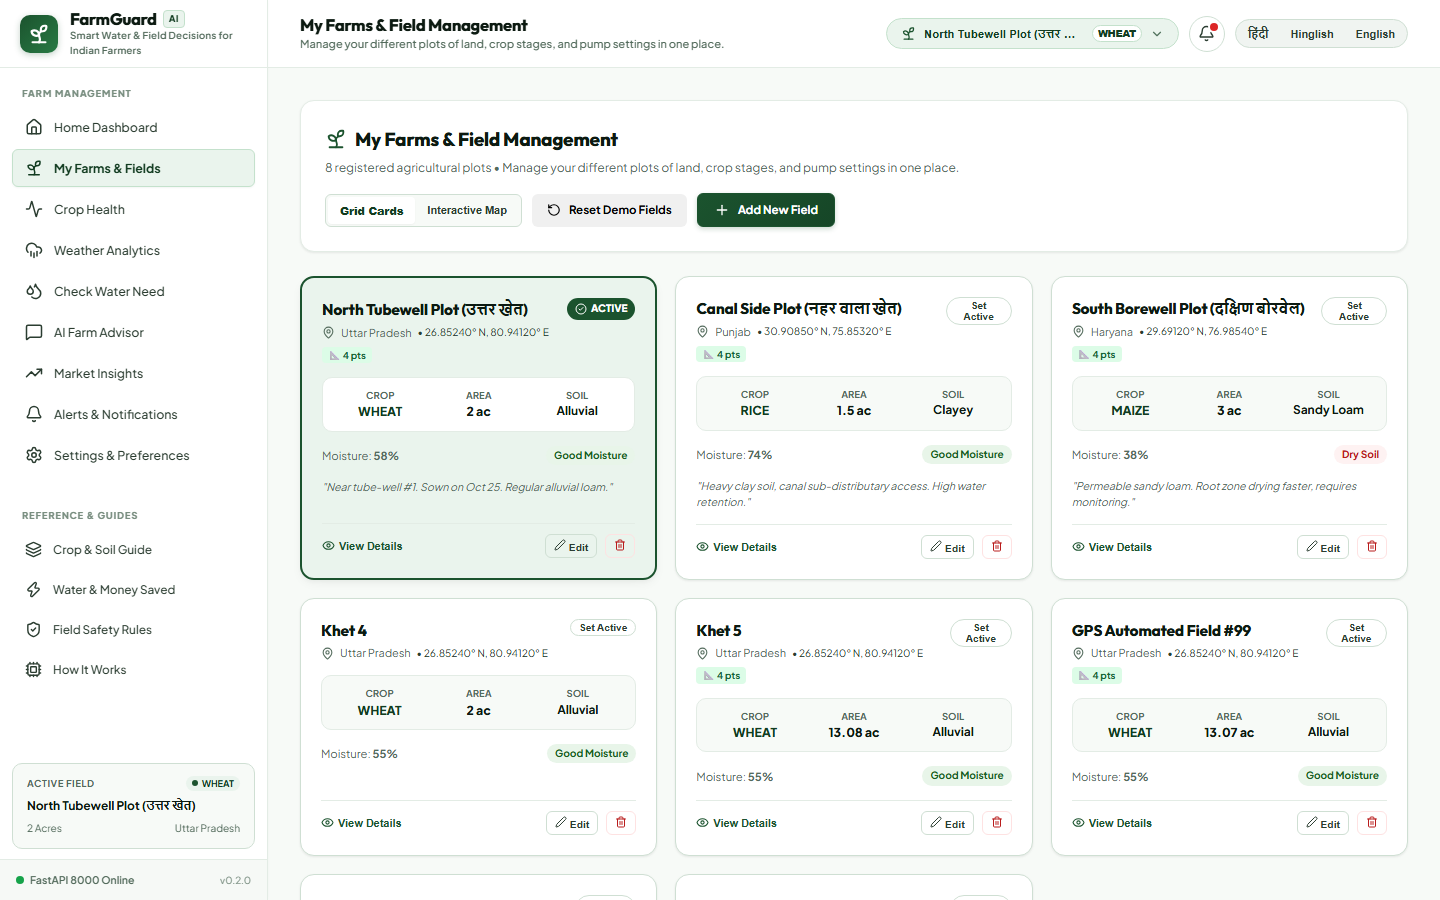 FarmGuard AI
Smart Water & Field Decisions for
Indian Farmers
FARM MANAGEMENT
Home Dashboard
My Farms & Fields
Crop Health
Weather Analytics
Check Water Need
AI Farm Advisor
Market Insights
Alerts & Notifications
Settings & Preferences
REFERENCE & GUIDES
Crop & Soil Guide
Water & Money Saved
Field Safety Rules
How It Works
ACTIVE FIELD • WHEAT
North Tubewell Plot (उत्तर खेत)
2 Acres Uttar Pradesh
FastAPI 8000 Online v0.2.0
My Farms & Field Management
Manage your different plots of land, crop stages, and pump settings in one place.
North Tubewell Plot (उत्तर ... WHEAT
हिंदी Hinglish English
My Farms & Field Management
8 registered agricultural plots • Manage your different plots of land, crop stages, and pump settings in one place.
Grid Cards Interactive Map Reset Demo Fields + Add New Field
North Tubewell Plot (उत्तर खेत) ACTIVE
Uttar Pradesh • 26.85240° N, 80.94120° E
4 pts
CROP AREA SOIL
WHEAT 2 ac Alluvial
Moisture: 58% Good Moisture
"Near tube-well #1. Sown on Oct 25. Regular alluvial loam."
View Details Edit
Canal Side Plot (नहर वाला खेत) Set
Active
Punjab • 30.90850° N, 75.85320° E
4 pts
CROP AREA SOIL
RICE 1.5 ac Clayey
Moisture: 74% Good Moisture
"Heavy clay soil, canal sub-distributary access. High water
retention."
View Details Edit
South Borewell Plot (दक्षिण बोरवेल) Set
Active
Haryana • 29.69120° N, 76.98540° E
4 pts
CROP AREA SOIL
MAIZE 3 ac Sandy Loam
Moisture: 38% Dry Soil
"Permeable sandy loam. Root zone drying faster, requires
monitoring."
View Details Edit
Khet 4 Set Active
Uttar Pradesh • 26.85240° N, 80.94120° E
CROP AREA SOIL
WHEAT 2 ac Alluvial
Moisture: 55% Good Moisture
View Details Edit
Khet 5 Set
Active
Uttar Pradesh • 26.85240° N, 80.94120° E
4 pts
CROP AREA SOIL
WHEAT 13.08 ac Alluvial
Moisture: 55% Good Moisture
View Details Edit
GPS Automated Field #99 Set
Active
Uttar Pradesh • 26.85240° N, 80.94120° E
4 pts
CROP AREA SOIL
WHEAT 13.07 ac Alluvial
Moisture: 55% Good Moisture
View Details Edit